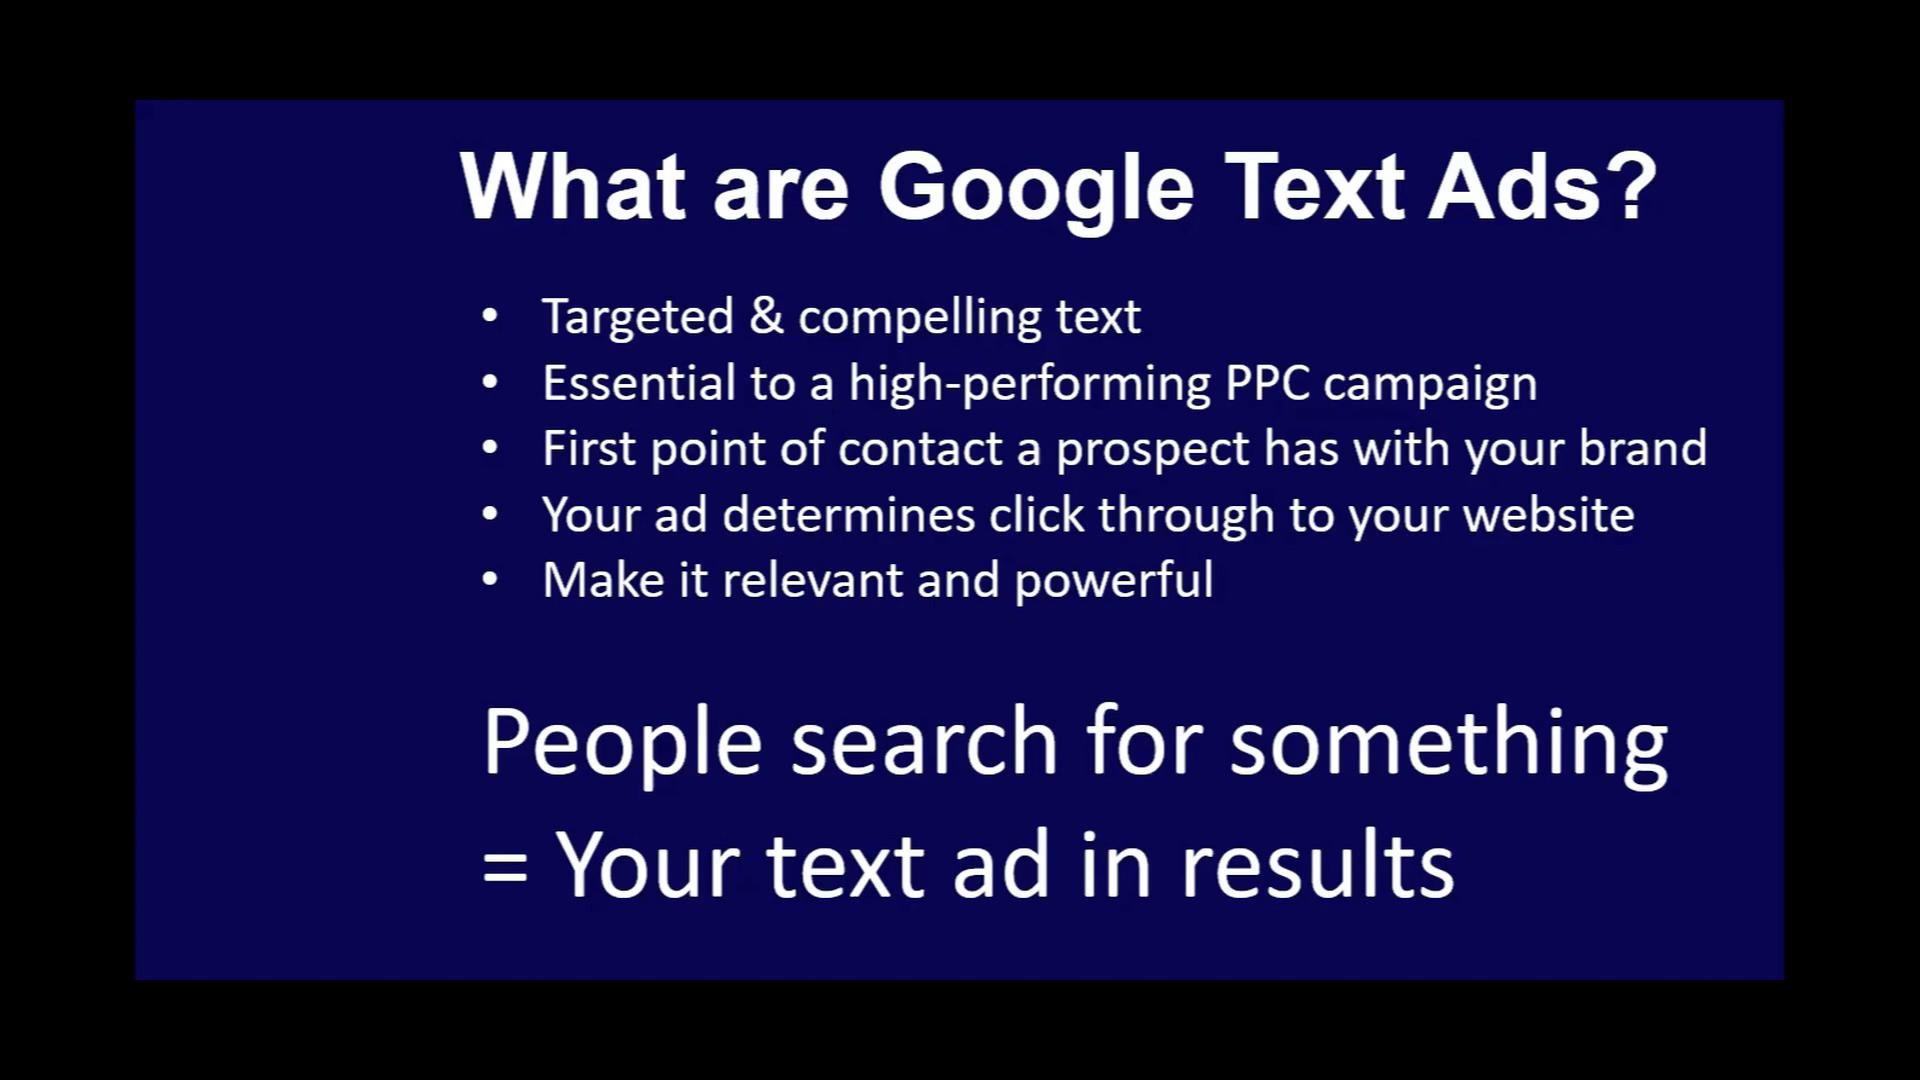 What are Google Text Ads?
• Targeted & compelling text
• Essential to a high-performing PPC campaign
• First point of contact a prospect has with your brand
• Your ad determines click through to your website
• Make it relevant and powerful
People search for something
= Your text ad in results